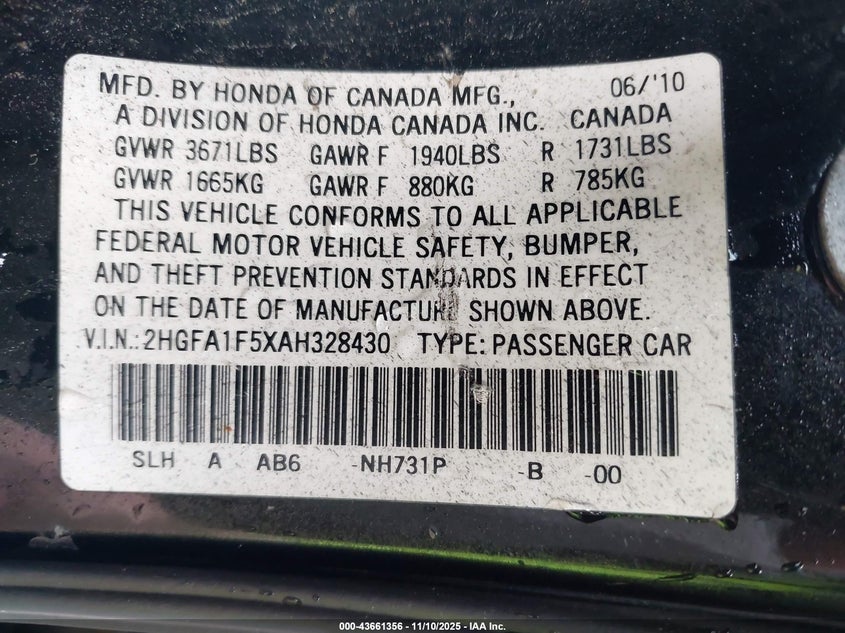 MFD. BY HONDA OF CANADA MFG., 06/'10
A DIVISION OF HONDA CANADA INC. CANADA
GVWR 3671LBS GAWR F 1940LBS R 1731LBS
GVWR 1665KG GAWR F 880KG R 785KG
THIS VEHICLE CONFORMS TO ALL APPLICABLE
FEDERAL MOTOR VEHICLE SAFETY, BUMPER,
AND THEFT PREVENTION STANDARDS IN EFFECT
ON THE DATE OF MANUFACTURE SHOWN ABOVE.
V.I.N.: 2HGFA1F5XAH328430 TYPE: PASSENGER CAR
SLH A AB6 -NH731P -B -00
000-43661356 - 11/10/2025 - IAA Inc.